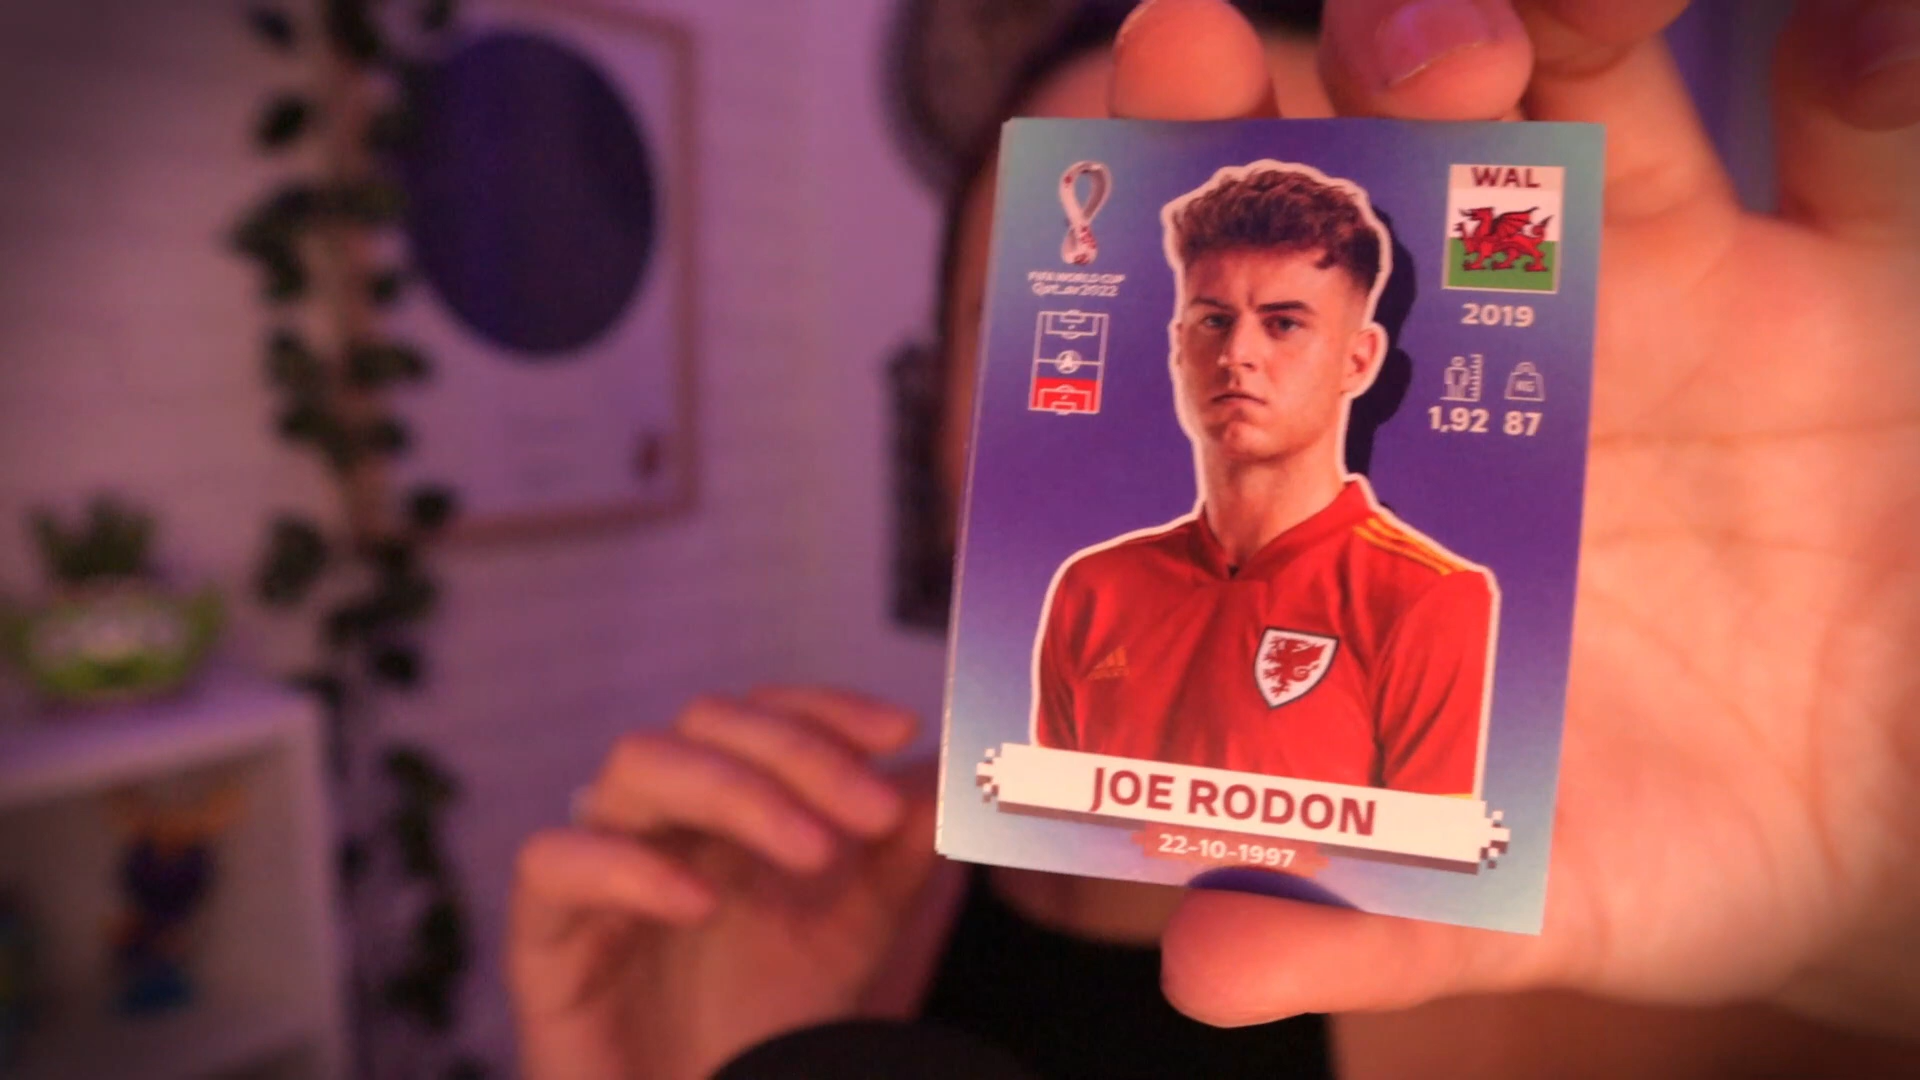 FIFA WORLD CUP
Qatar2022
WAL
2019
KG
1,92 87
JOE RODON
22-10-1997